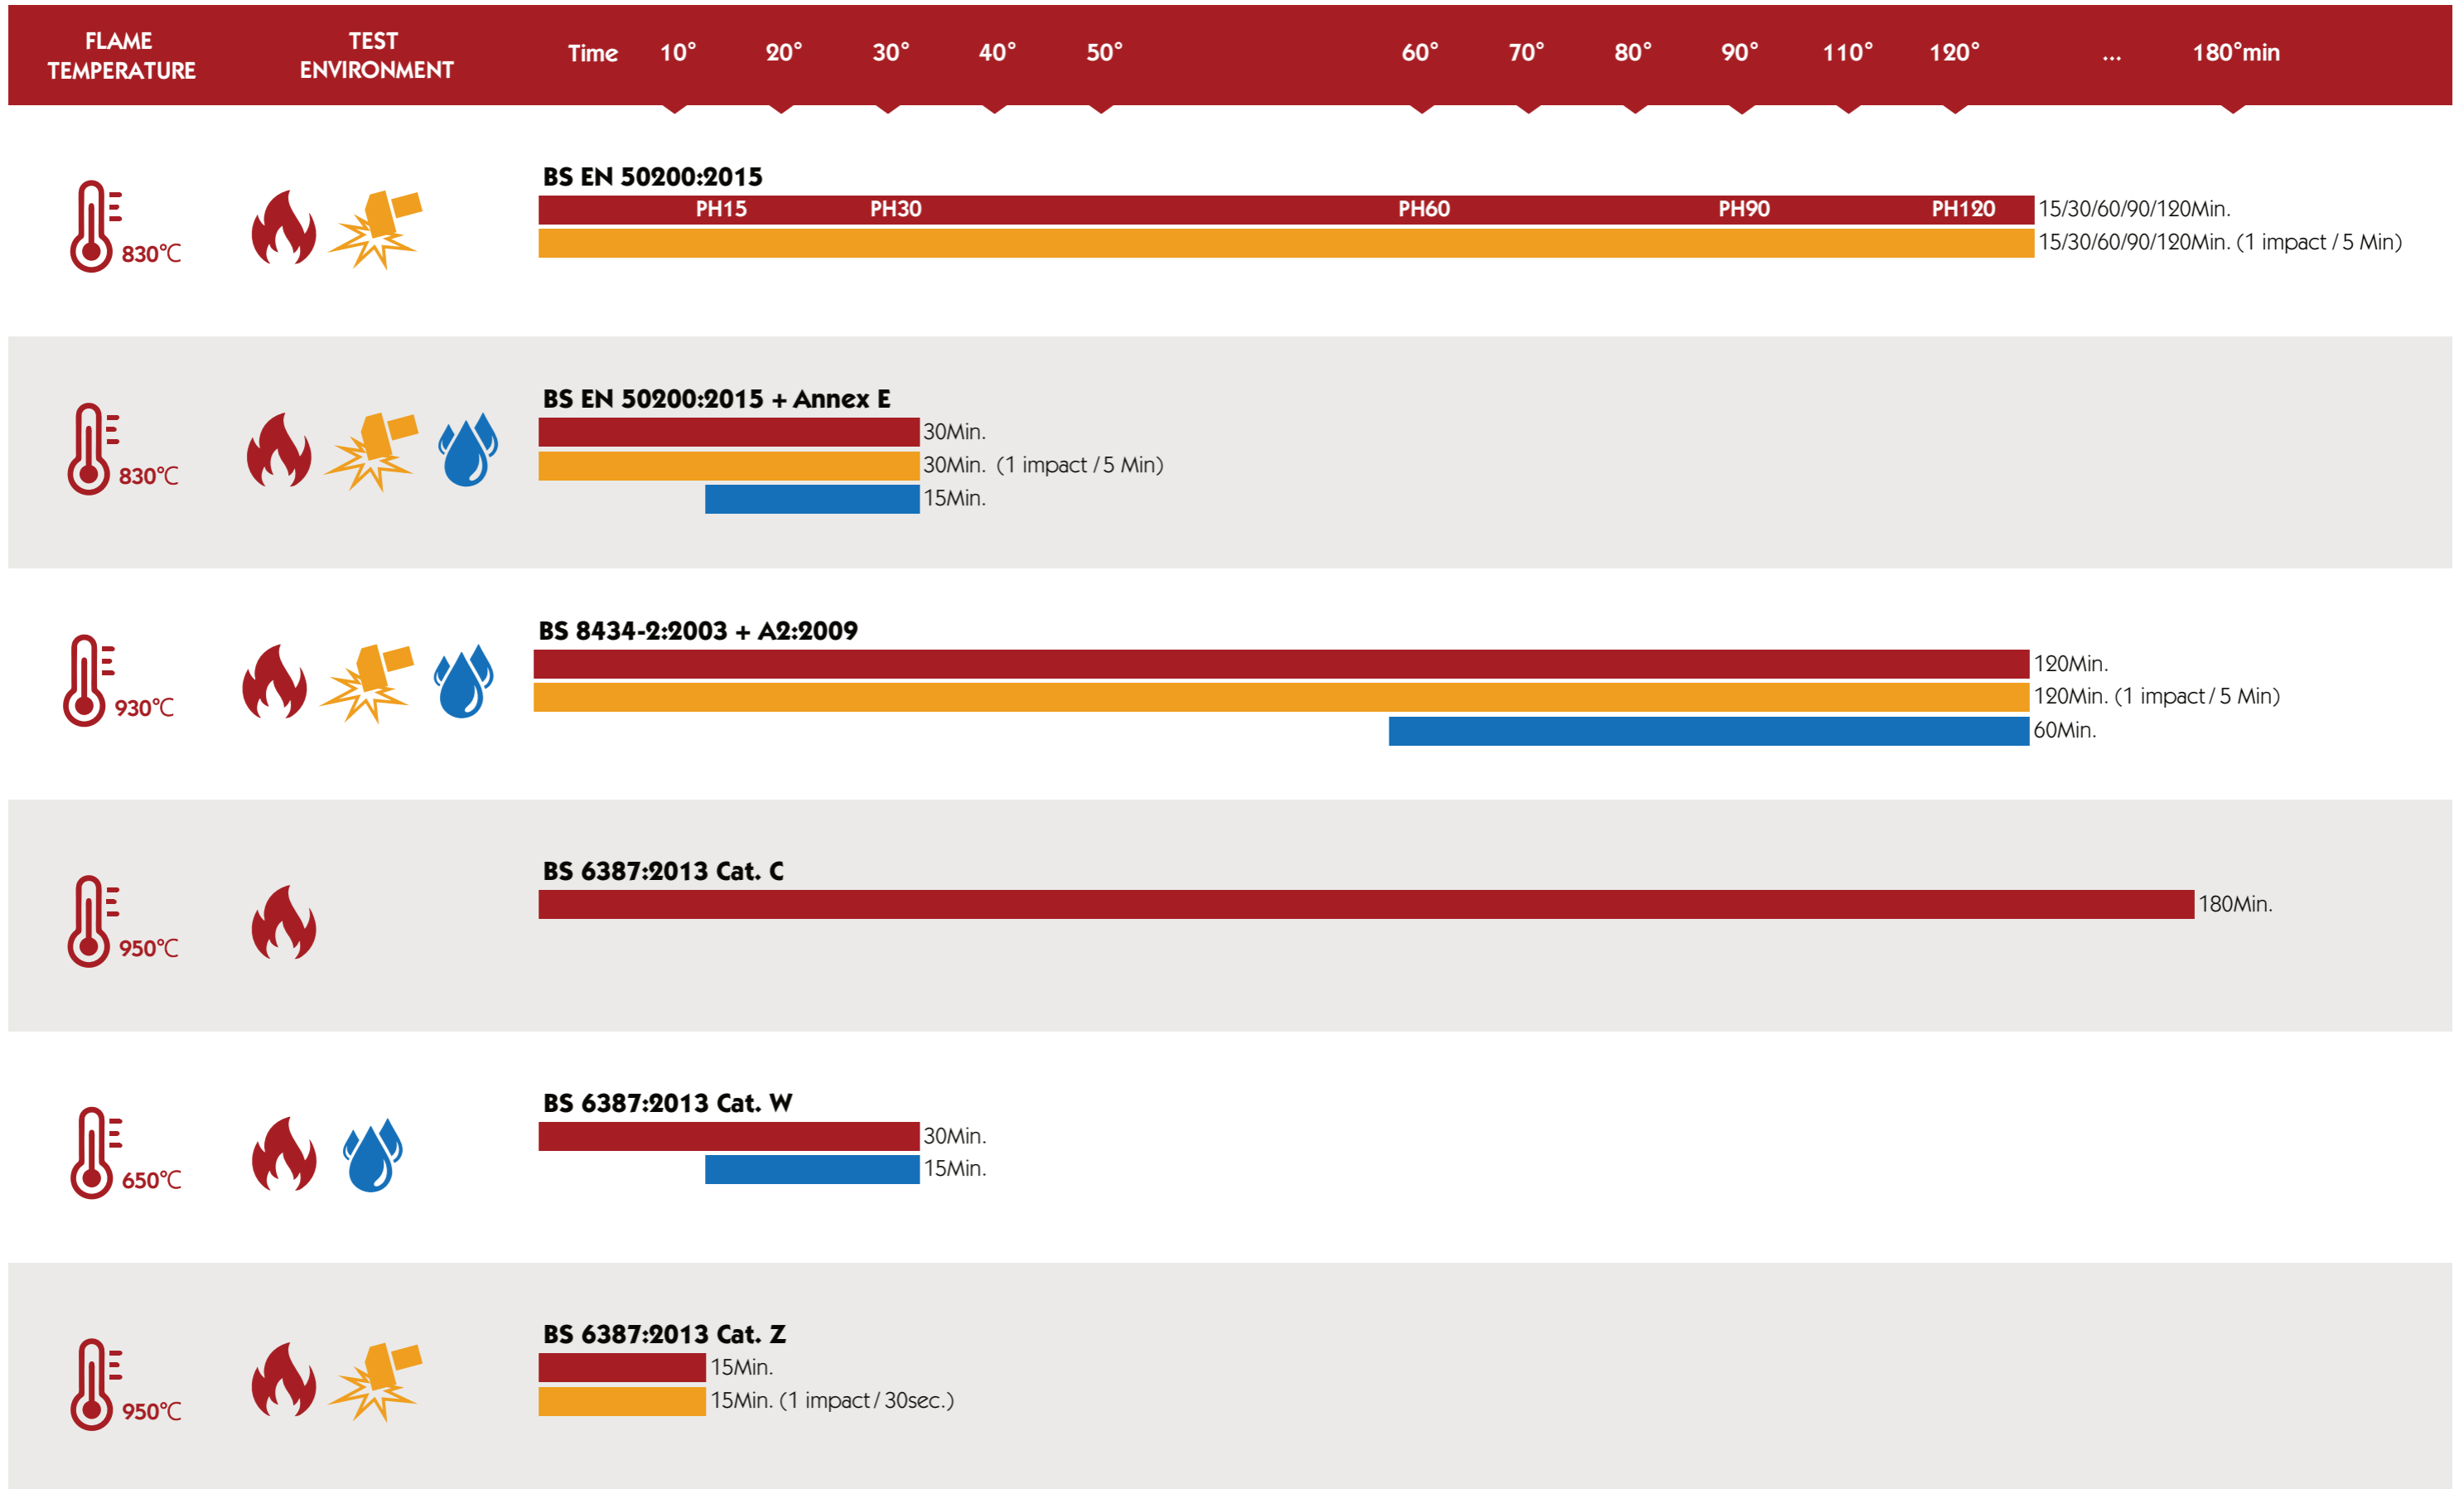 FLAME
TEMPERATURE
TEST
ENVIRONMENT
Time 10° 20° 30° 40° 50° 60° 70° 80° 90° 110° 120° ... 180°min
BS EN 50200:2015
PH15 PH30 PH60 PH90 PH120 15/30/60/90/120Min.
15/30/60/90/120Min. (1 impact / 5 Min)
830°C
BS EN 50200:2015 + Annex E
30Min.
30Min. (1 impact / 5 Min)
15Min.
830°C
BS 8434-2:2003 + A2:2009
120Min.
120Min. (1 impact / 5 Min)
60Min.
930°C
BS 6387:2013 Cat. C
180Min.
950°C
BS 6387:2013 Cat. W
30Min.
15Min.
650°C
BS 6387:2013 Cat. Z
15Min.
15Min. (1 impact / 30sec.)
950°C